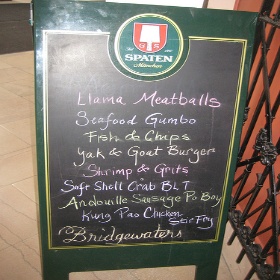 SPATEN
München
Llama Meatballs
Seafood Gumbo
Fish & Chips
Yak & Goat Burgers
Shrimp & Grits
Soft Shell Crab BLT
Andouille Sausage Po Boy
Kung Pao Chicken
Stir Fry
Bridgewaters